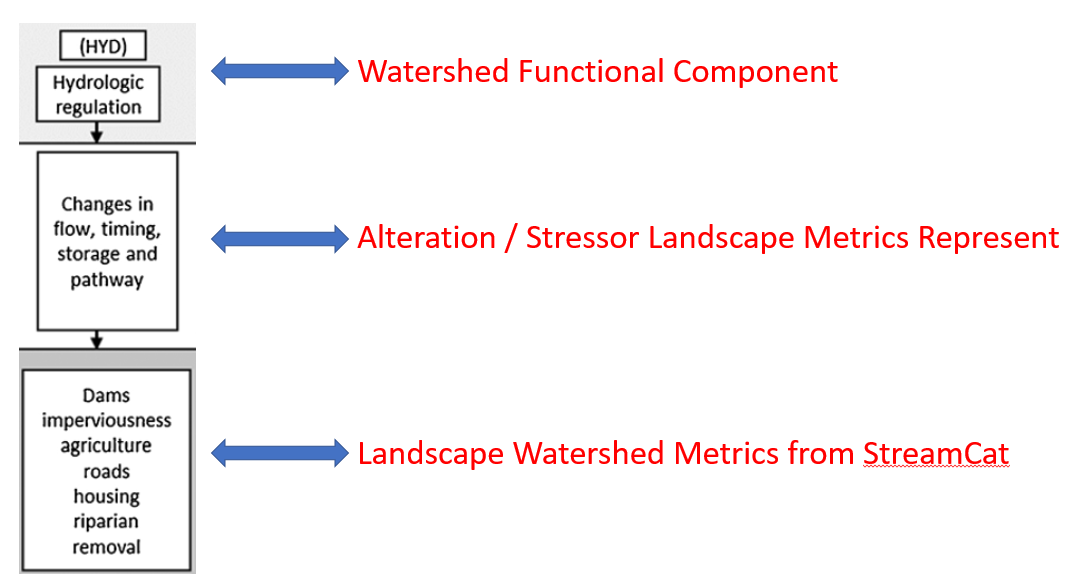 (HYD)
Hydrologic
regulation
Watershed Functional Component
Changes in
flow, timing,
storage and
pathway
Alteration / Stressor Landscape Metrics Represent
Dams
imperviousness
agriculture
roads
housing
riparian
removal
Landscape Watershed Metrics from StreamCat